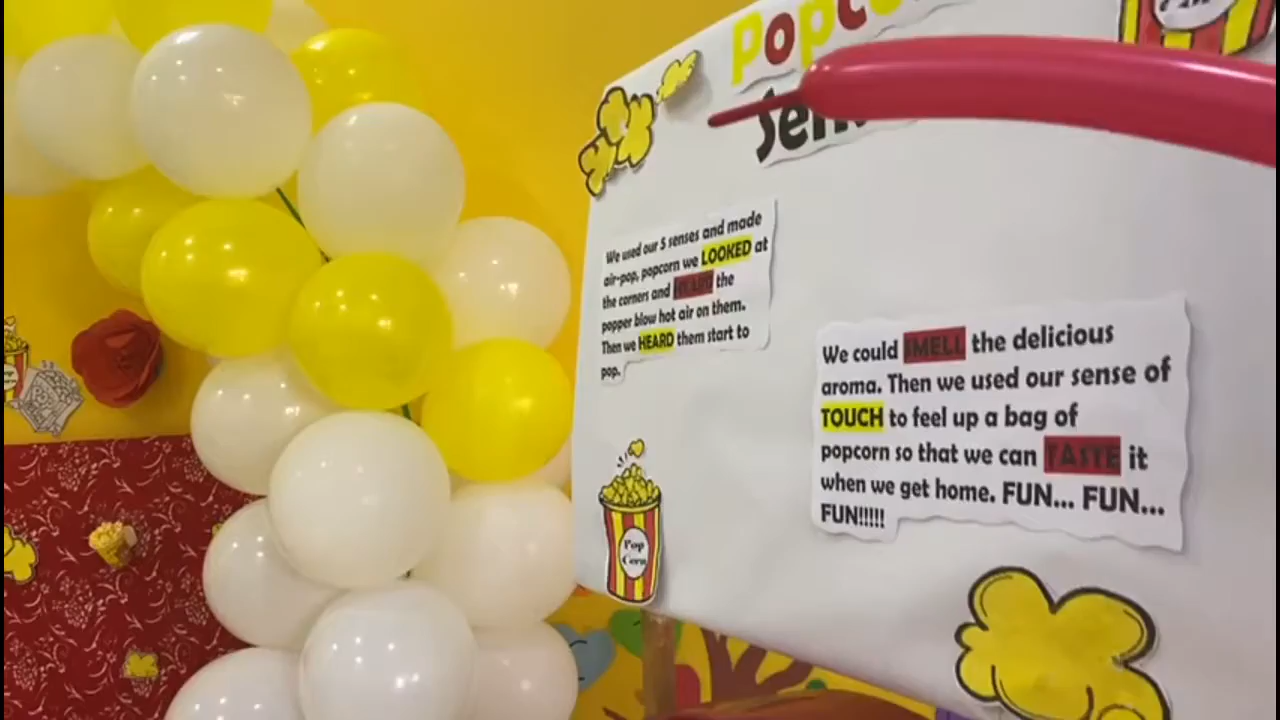 Popco
Sen
We used our 5 senses and made
air-pop, popcorn we LOOKED at
the corners and the
popper blow hot air on them.
Then we HEARD them start to
pop.
We could SMELL the delicious
aroma. Then we used our sense of
TOUCH to feel up a bag of
popcorn so that we can TASTE it
when we get home. FUN... FUN...
FUN!!!!!
Pop
Corn